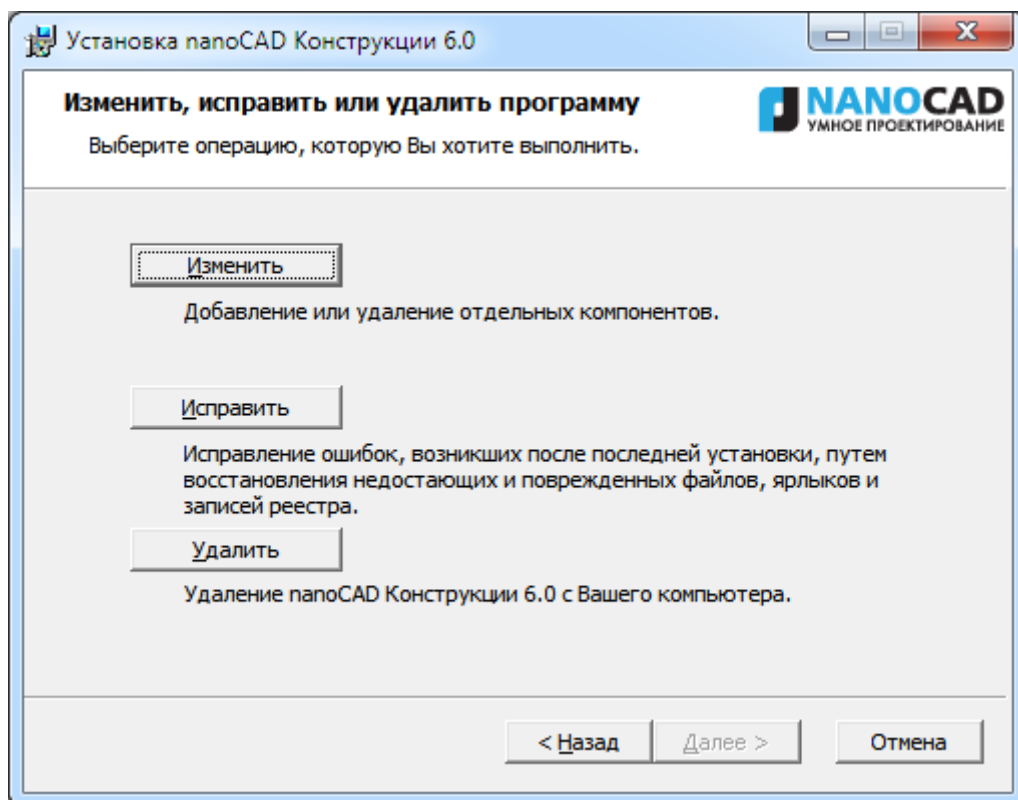 Установка nanoCAD Конструкции 6.0
Изменить, исправить или удалить программу
Выберите операцию, которую Вы хотите выполнить.
NANOCAD
УМНОЕ ПРОЕКТИРОВАНИЕ
Изменить
Добавление или удаление отдельных компонентов.
Исправить
Исправление ошибок, возникших после последней установки, путем
восстановления недостающих и поврежденных файлов, ярлыков и
записей реестра.
Удалить
Удаление nanoCAD Конструкции 6.0 с Вашего компьютера.
< Назад
Далее >
Отмена